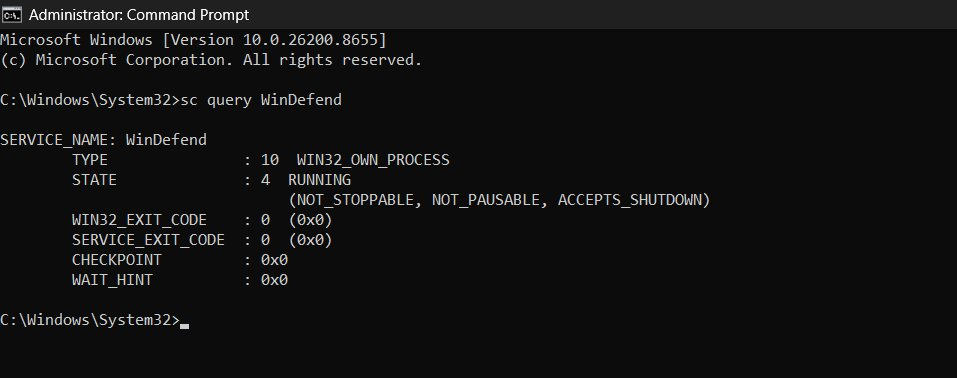 Administrator: Command Prompt
Microsoft Windows [Version 10.0.26200.8655]
(c) Microsoft Corporation. All rights reserved.

C:\Windows\System32>sc query WinDefend

SERVICE_NAME: WinDefend
        TYPE               : 10  WIN32_OWN_PROCESS
        STATE              : 4  RUNNING
                                (NOT_STOPPABLE, NOT_PAUSABLE, ACCEPTS_SHUTDOWN)
        WIN32_EXIT_CODE    : 0  (0x0)
        SERVICE_EXIT_CODE  : 0  (0x0)
        CHECKPOINT         : 0x0
        WAIT_HINT          : 0x0

C:\Windows\System32>